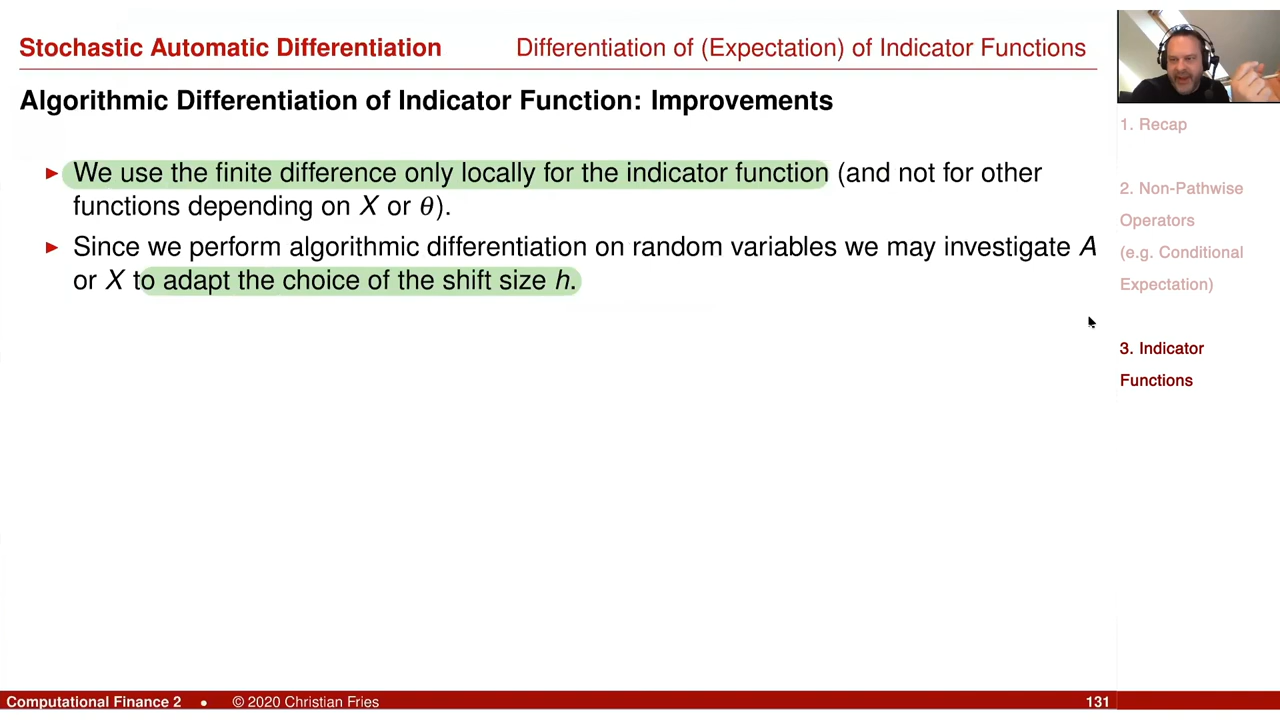 Stochastic Automatic Differentiation
Differentiation of (Expectation) of Indicator Functions
Algorithmic Differentiation of Indicator Function: Improvements
► We use the finite difference only locally for the indicator function (and not for other
functions depending on X or θ).
► Since we perform algorithmic differentiation on random variables we may investigate A
or X to adapt the choice of the shift size h.
1. Recap
2. Non-Pathwise
Operators
(e.g. Conditional
Expectation)
3. Indicator
Functions
Computational Finance 2 • © 2020 Christian Fries
131